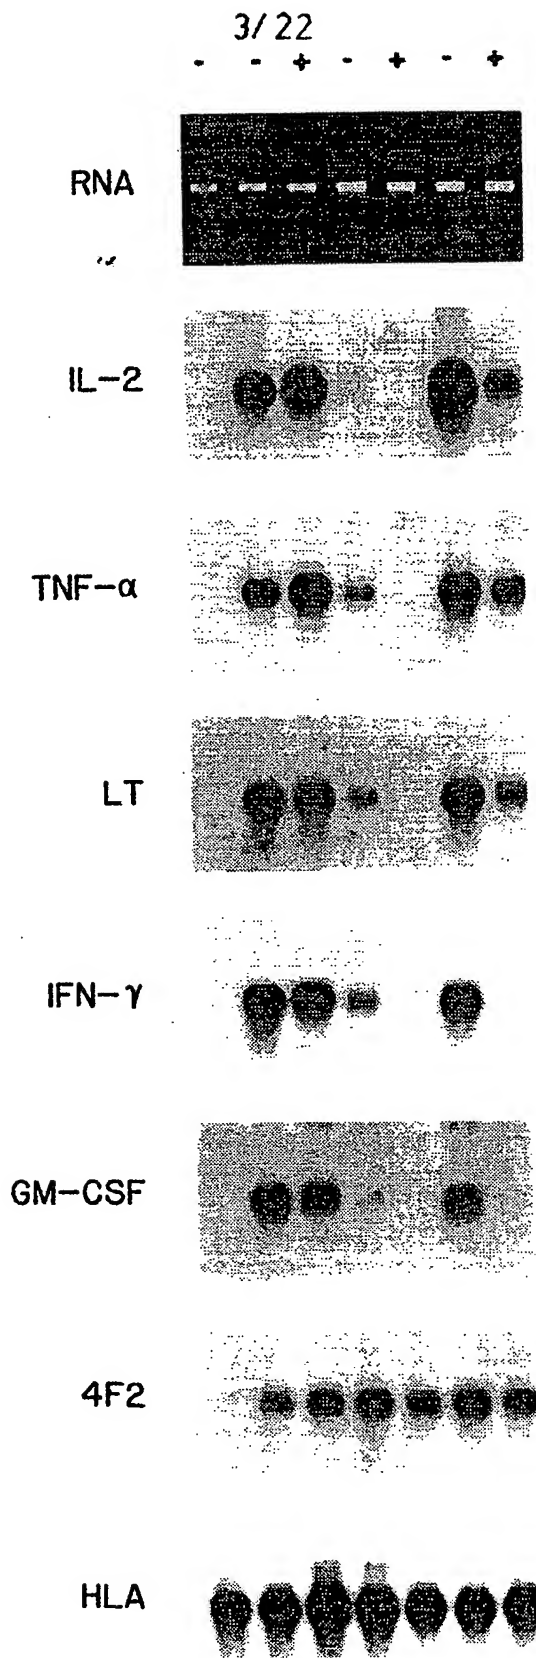 3/22
- - + - + - +
RNA
IL-2
TNF-α
LT
IFN-γ
GM-CSF
4F2
HLA